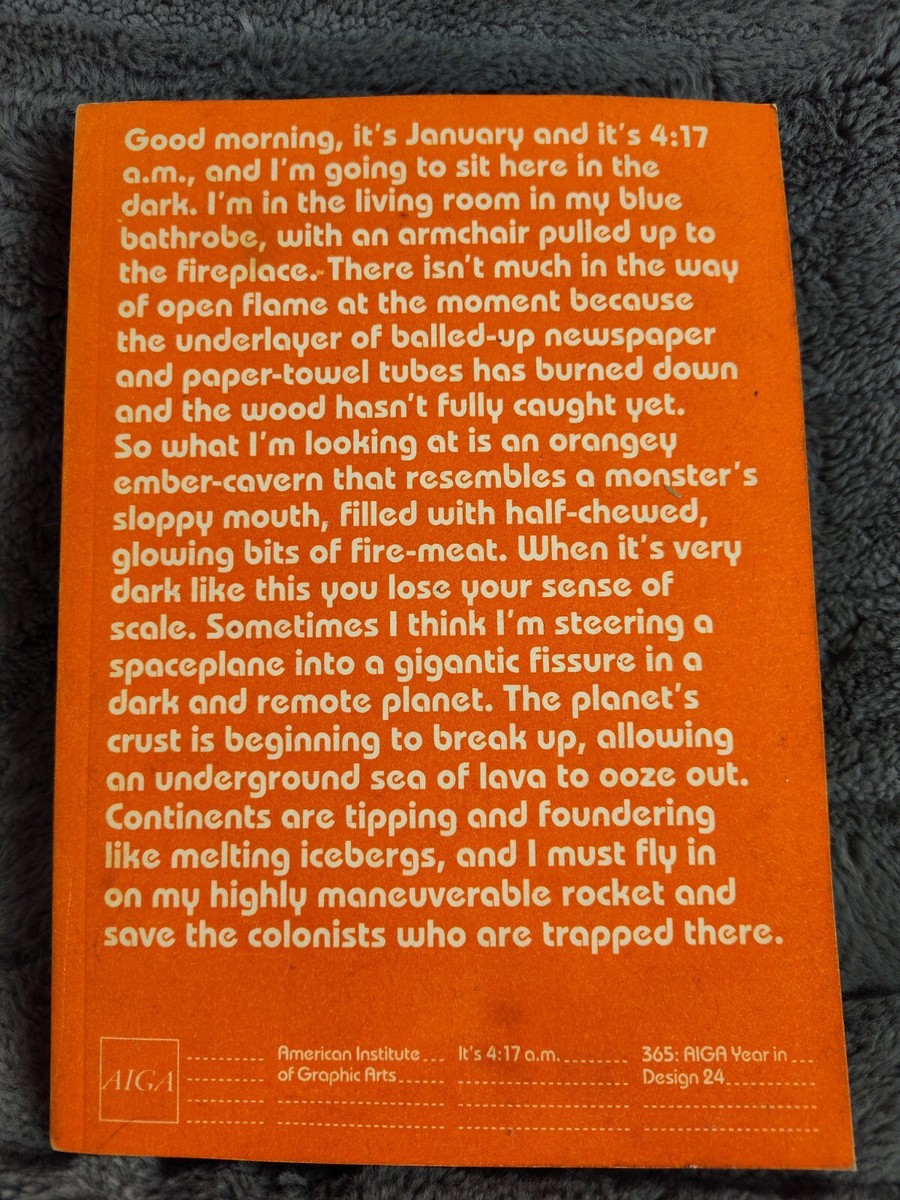 Good morning, it's January and it's 4:17
a.m., and I'm going to sit here in the
dark. I'm in the living room in my blue
bathrobe, with an armchair pulled up to
the fireplace. There isn't much in the way
of open flame at the moment because
the underlayer of balled-up newspaper
and paper-towel tubes has burned down
and the wood hasn't fully caught yet.
So what I'm looking at is an orangey
ember-cavern that resembles a monster's
sloppy mouth, filled with half-chewed,
glowing bits of fire-meat. When it's very
dark like this you lose your sense of
scale. Sometimes I think I'm steering a
spaceplane into a gigantic fissure in a
dark and remote planet. The planet's
crust is beginning to break up, allowing
an underground sea of lava to ooze out.
Continents are tipping and foundering
like melting icebergs, and I must fly in
on my highly maneuverable rocket and
save the colonists who are trapped there.
AIGA
American Institute
of Graphic Arts
It's 4:17 a.m.
365: AIGA Year in
Design 24